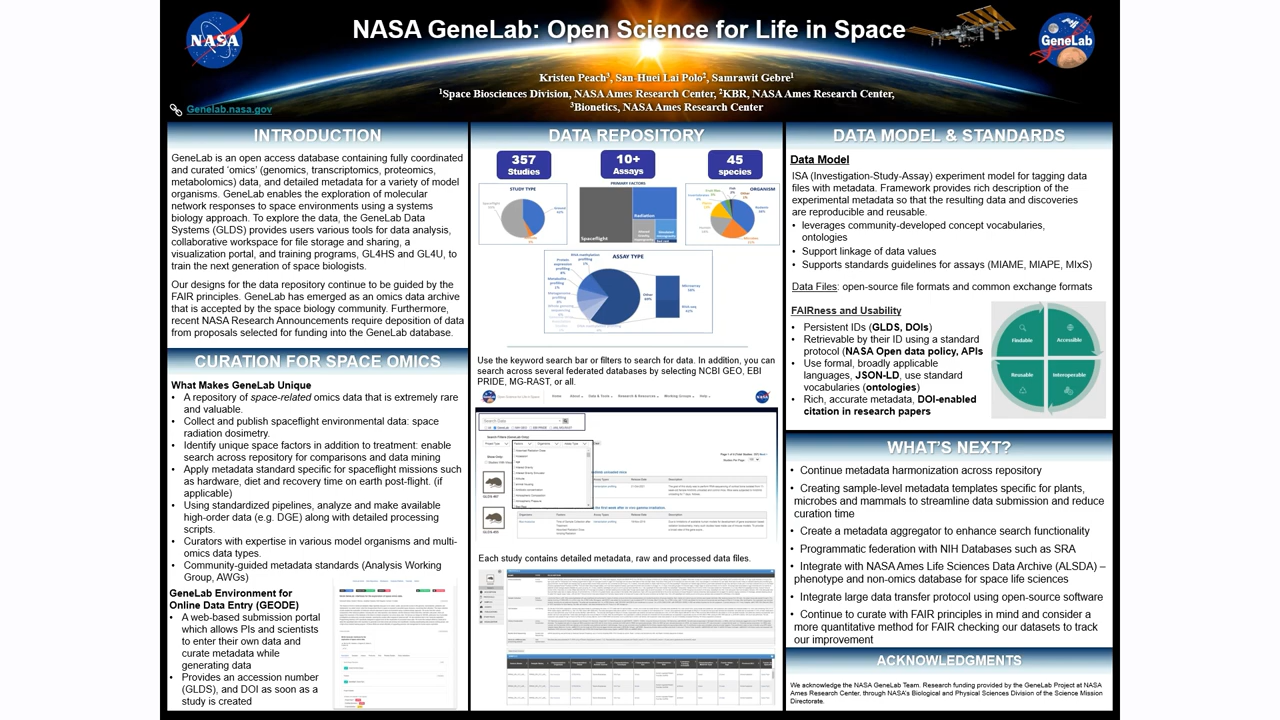 NASA GeneLab: Open Science for Life in Space
NASA
GeneLab
Kristen Peach³, San-Huei Lai Polo², Samrawit Gebre¹
¹Space Biosciences Division, NASA Ames Research Center, ²KBR, NASA Ames Research Center,
³Bionetics, NASA Ames Research Center
Genelab.nasa.gov
INTRODUCTION
GeneLab is an open access database containing fully coordinated
and curated ‘omics’ (genomics, transcriptomics, proteomics,
metabolomics) data, and detailed metadata for a variety of model
organisms. GeneLab enables the exploration of molecular
network responses to space environments using a systems
biology approach. To explore the data, the GeneLab Data
Systems (GLDS) provides users various tools for data analysis,
collaborative workspace for file storage and sharing, a
visualization portal, and training programs, GL4HS and GL4U, to
train the next generation of space biologists.
Our designs for the data repository continue to be guided by the
FAIR principles. GeneLab has emerged as an omics data archive
that is accepted by the space biology community. Furthermore,
recent NASA Research Announcements require deposition of data
from proposals selected for funding into the GeneLab database.
CURATION FOR SPACE OMICS
What Makes GeneLab Unique
• A repository of space-related omics data that is extremely rare
and valuable.
• Collect and publish spaceflight environmental data: space
radiation dosimetry.
• Identify unique space factors in addition to treatment: enable
search across repository for comparisons and data mining
• Apply metadata standard specific for spaceflight missions such
as hardware, diet and recovery time on earth post-flight. (if
applicable)
• Using standardized pipelines, analyze and make available
high-order data (e.g. DGE) along with detailed processing
scripts.
• Curators with expertise in various model organisms and multi-
omics data types.
• Community-guided metadata standards (Analysis Working
Group, AWGs)
GeneLab Environment for
Online Data Entry (GEODE)
• A web-based submission portal
which allows PIs and scientists
to enter their own data and
curate metadata while
generating data
• Provides an accession number
(GLDS), and DOI as soon as a
study is created
DATA REPOSITORY
357
Studies
10+
Assays
45
species
STUDY TYPE
Spaceflight
Ground
PRIMARY FACTORS
Spaceflight
Radiation
ORGANISM
ASSAY TYPE
Use the keyword search bar or filters to search for data. In addition, you can
search across several federated databases by selecting NCBI GEO, EBI
PRIDE, MG-RAST, or all.
Home About Data & Tools Research & Resources Working Groups Help
Each study contains detailed metadata, raw and processed data files.
DATA MODEL & STANDARDS
Data Model
ISA (Investigation-Study-Assay) experiment model for tagging data
files with metadata. Framework provides rich description of the
experimental metadata so that the resulting data and discoveries
are reproducible and reusable.
• leverages community-developed concept vocabularies,
ontologies
• Supports linkage of data values
• Supports standards guidelines for assays (MIAME, MIAPE, MIxS)
Data Files: open-source file formats and common exchange formats
FAIRness and Usability
• Persistent IDs (GLDS, DOIs)
• Retrievable by their ID using a standard
protocol (NASA Open data policy, APIs
• Use formal, broadly applicable
languages, JSON-LD, use standard
vocabularies (ontologies)
• Rich, accurate metadata, DOI-enabled
citation in research papers
Findable
Accessible
Reusable
Interoperable
WHAT'S NEXT?
• Continue metadata harmonization across repository
• Creating sample-level metadata templates specific for plants,
microbes and mammals to streamline data submission and reduce
curation time
• Create a metadata aggregator to enhance search functionality
• Programmatic federation with NIH Databases such as SRA
• Integrate with NASA Ames Life Sciences Data Archive (ALSDA) –
phenotype and non-omics datasets for space life sciences
• Create large data transfer protocol using open-source software
• Innovate more with FAIR principles in mind and consider a
more quantitative method of FAIR checking our datasets to track
our improvement
ACKNOWLEDGMENTS
We acknowledge the NASA GeneLab Team. Research funding provided by the GeneLab Project at NASA
Ames Research Center, through NASA's Biological and Physical Sciences Division of the Science Mission
Directorate.